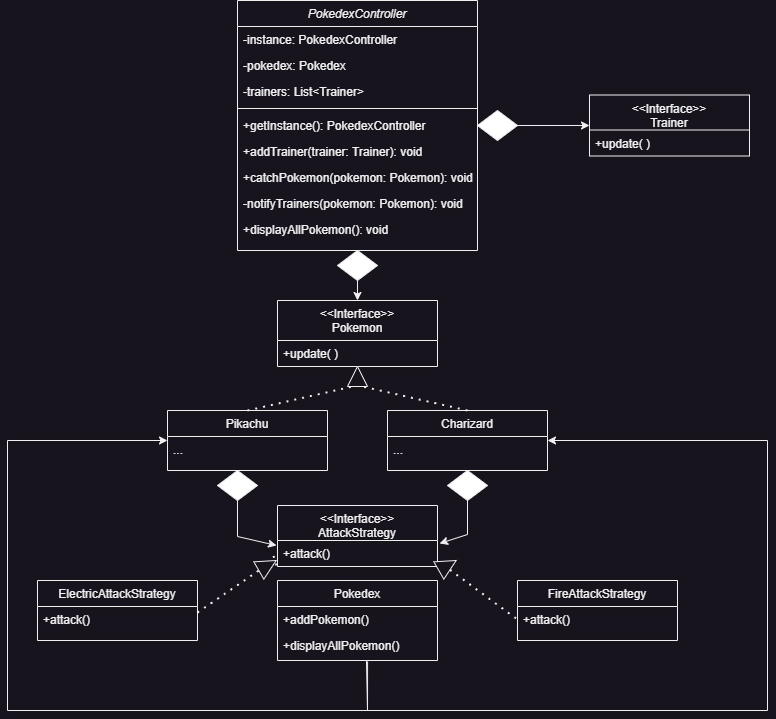 PokedexController
-instance: PokedexController
-pokedex: Pokedex
-trainers: List<Trainer>
+getInstance(): PokedexController
+addTrainer(trainer: Trainer): void
+catchPokemon(pokemon: Pokemon): void
-notifyTrainers(pokemon: Pokemon): void
+displayAllPokemon(): void
<<Interface>>
Trainer
+update( )
<<Interface>>
Pokemon
+update( )
Pikachu
...
Charizard
...
<<Interface>>
AttackStrategy
+attack()
ElectricAttackStrategy
+attack()
Pokedex
+addPokemon()
+displayAllPokemon()
FireAttackStrategy
+attack()